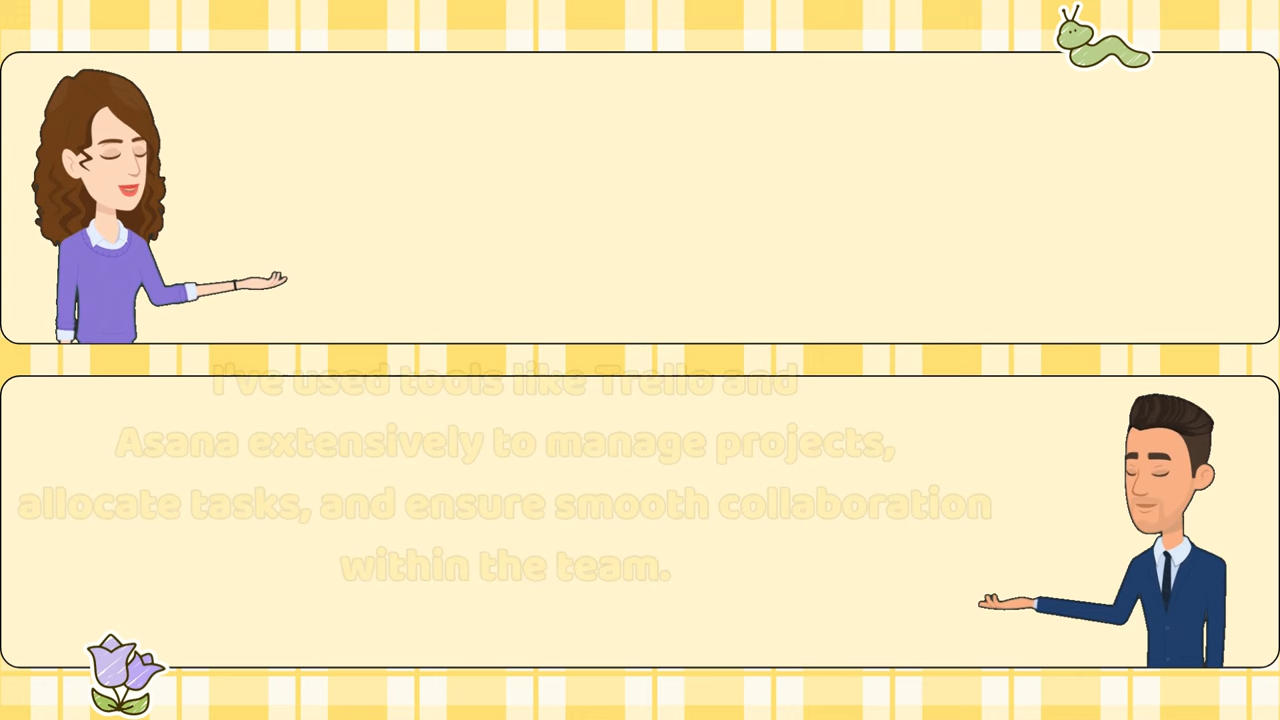 I've used tools like Trello and
Asana extensively to manage projects,
allocate tasks, and ensure smooth collaboration
within the team.